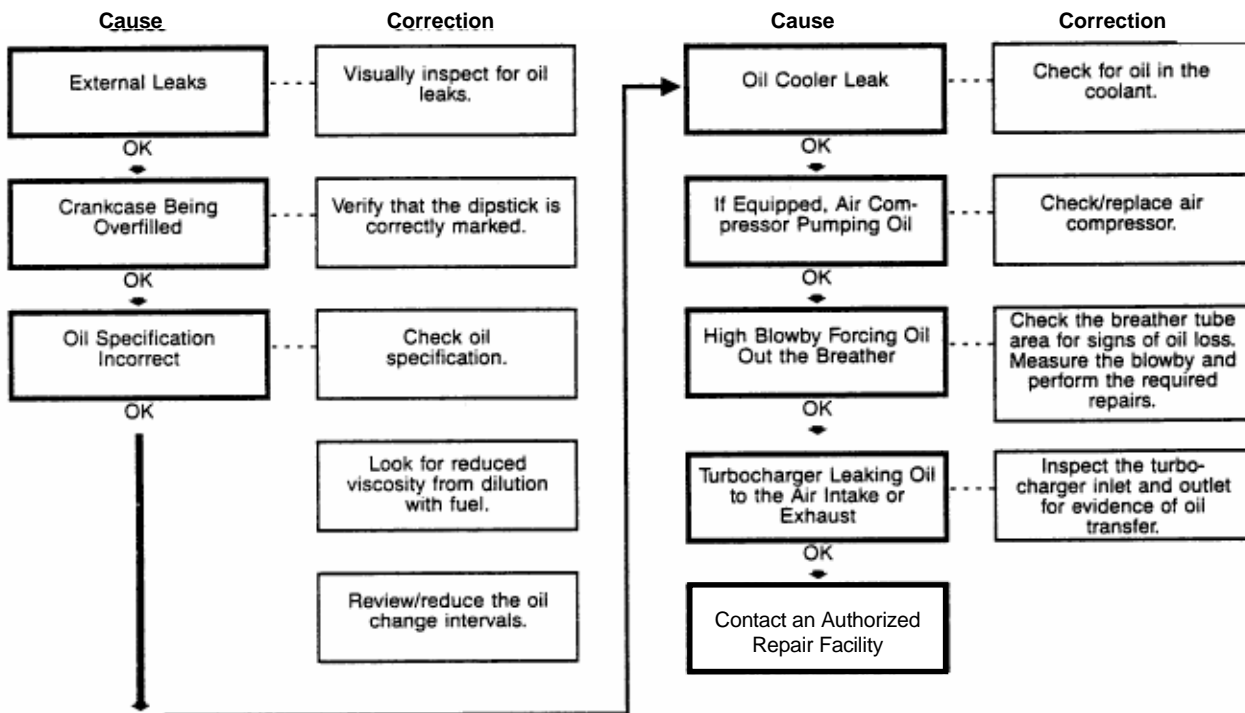 Cause
Correction
External Leaks
Visually inspect for oil
leaks.
OK
Crankcase Being
Overfilled
Verify that the dipstick is
correctly marked.
OK
Oil Specification
Incorrect
Check oil
specification.
OK
Look for reduced
viscosity from dilution
with fuel.
Review/reduce the oil
change intervals.
Cause
Correction
Oil Cooler Leak
Check for oil in the
coolant.
OK
If Equipped, Air Com-
pressor Pumping Oil
Check/replace air
compressor.
OK
High Blowby Forcing Oil
Out the Breather
Check the breather tube
area for signs of oil loss.
Measure the blowby and
perform the required
repairs.
OK
Turbocharger Leaking Oil
to the Air Intake or
Exhaust
Inspect the turbo-
charger inlet and outlet
for evidence of oil
transfer.
OK
Contact an Authorized
Repair Facility